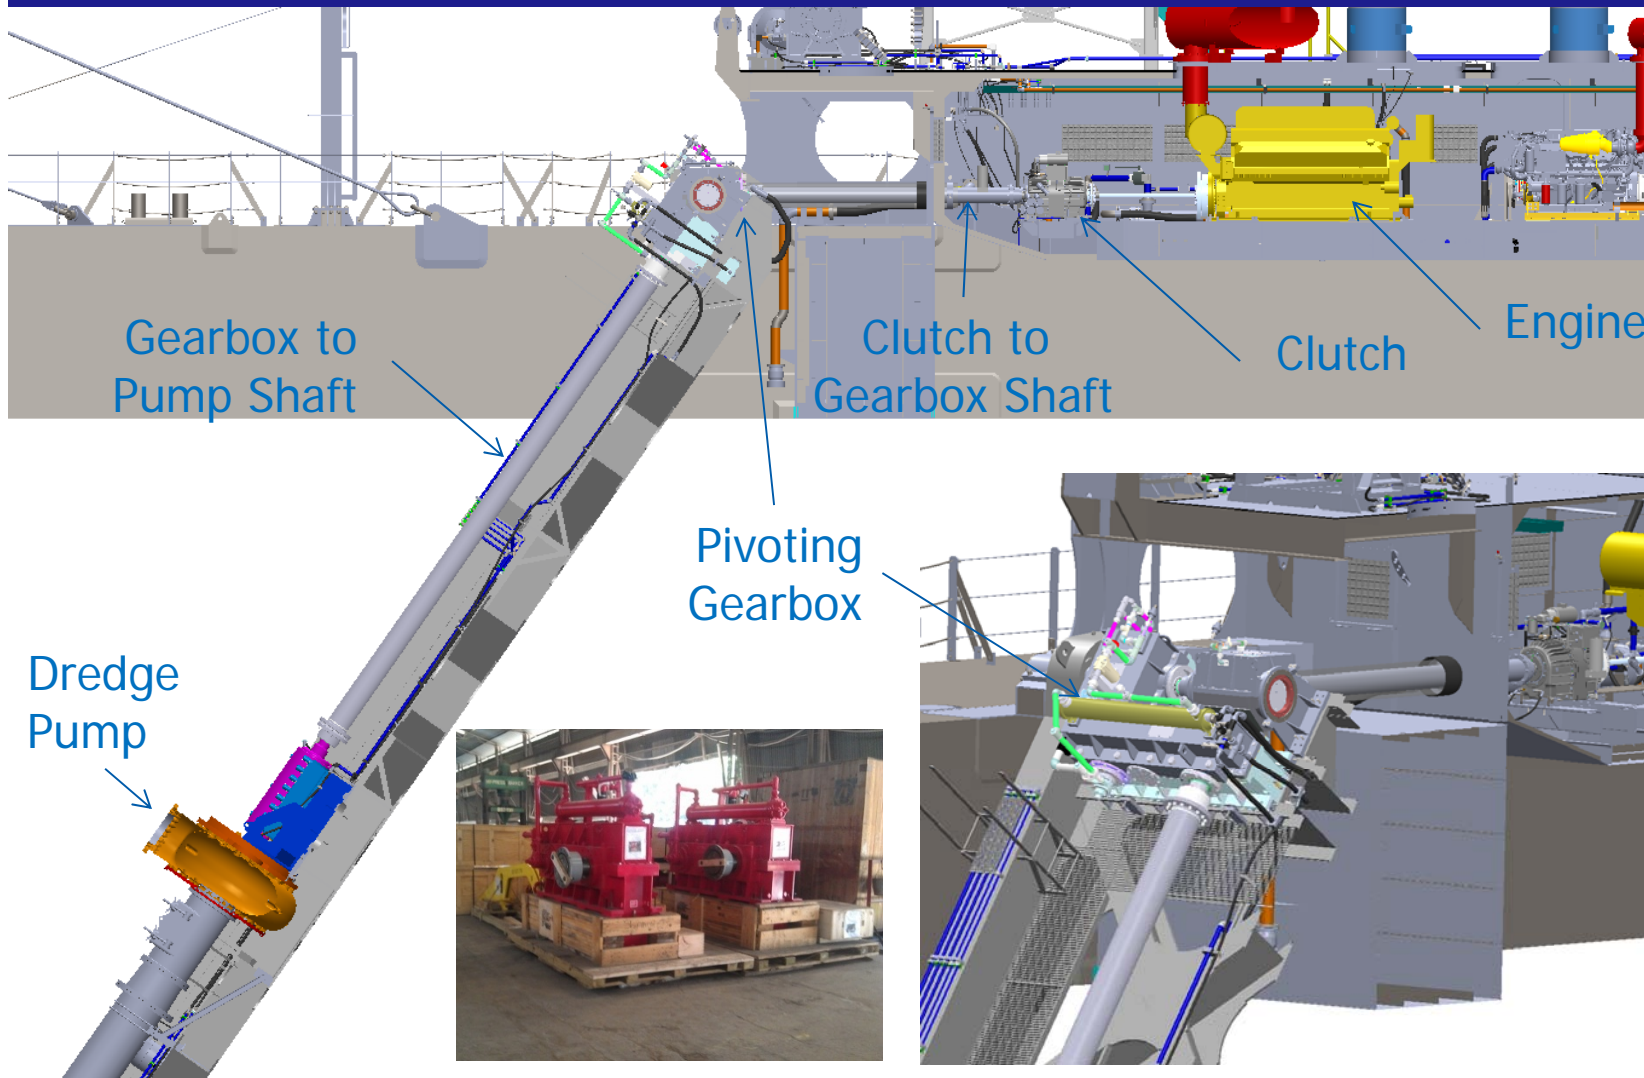 Gearbox to
Pump Shaft
Clutch to
Gearbox Shaft
Clutch
Engine
Pivoting
Gearbox
Dredge
Pump